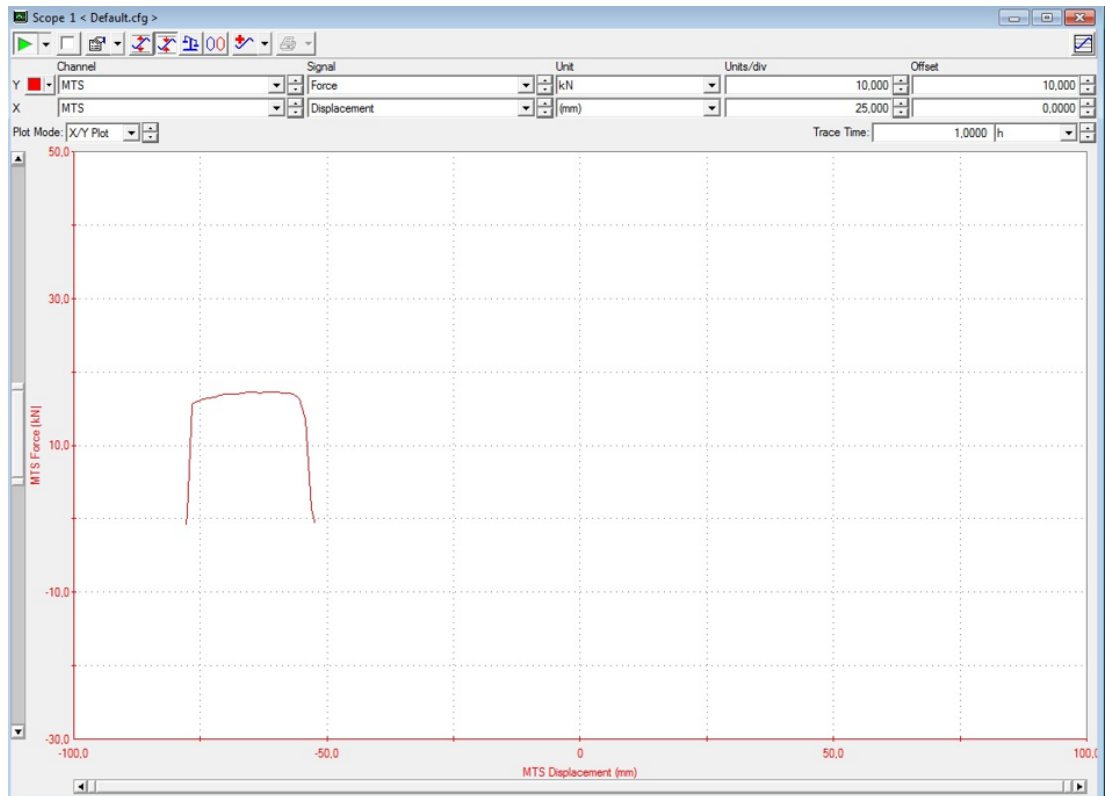 Scope 1 < Default.cfg >
Channel Signal Unit Units/div Offset
Y MTS Force kN 10,000 10,000
X MTS Displacement (mm) 25,000 0,0000
Plot Mode: X/Y Plot Trace Time: 1,0000 h
50,0
30,0
10,0
-10,0
-30,0
MTS Force (kN)
-100,0 -50,0 0 50,0 100,0
MTS Displacement (mm)